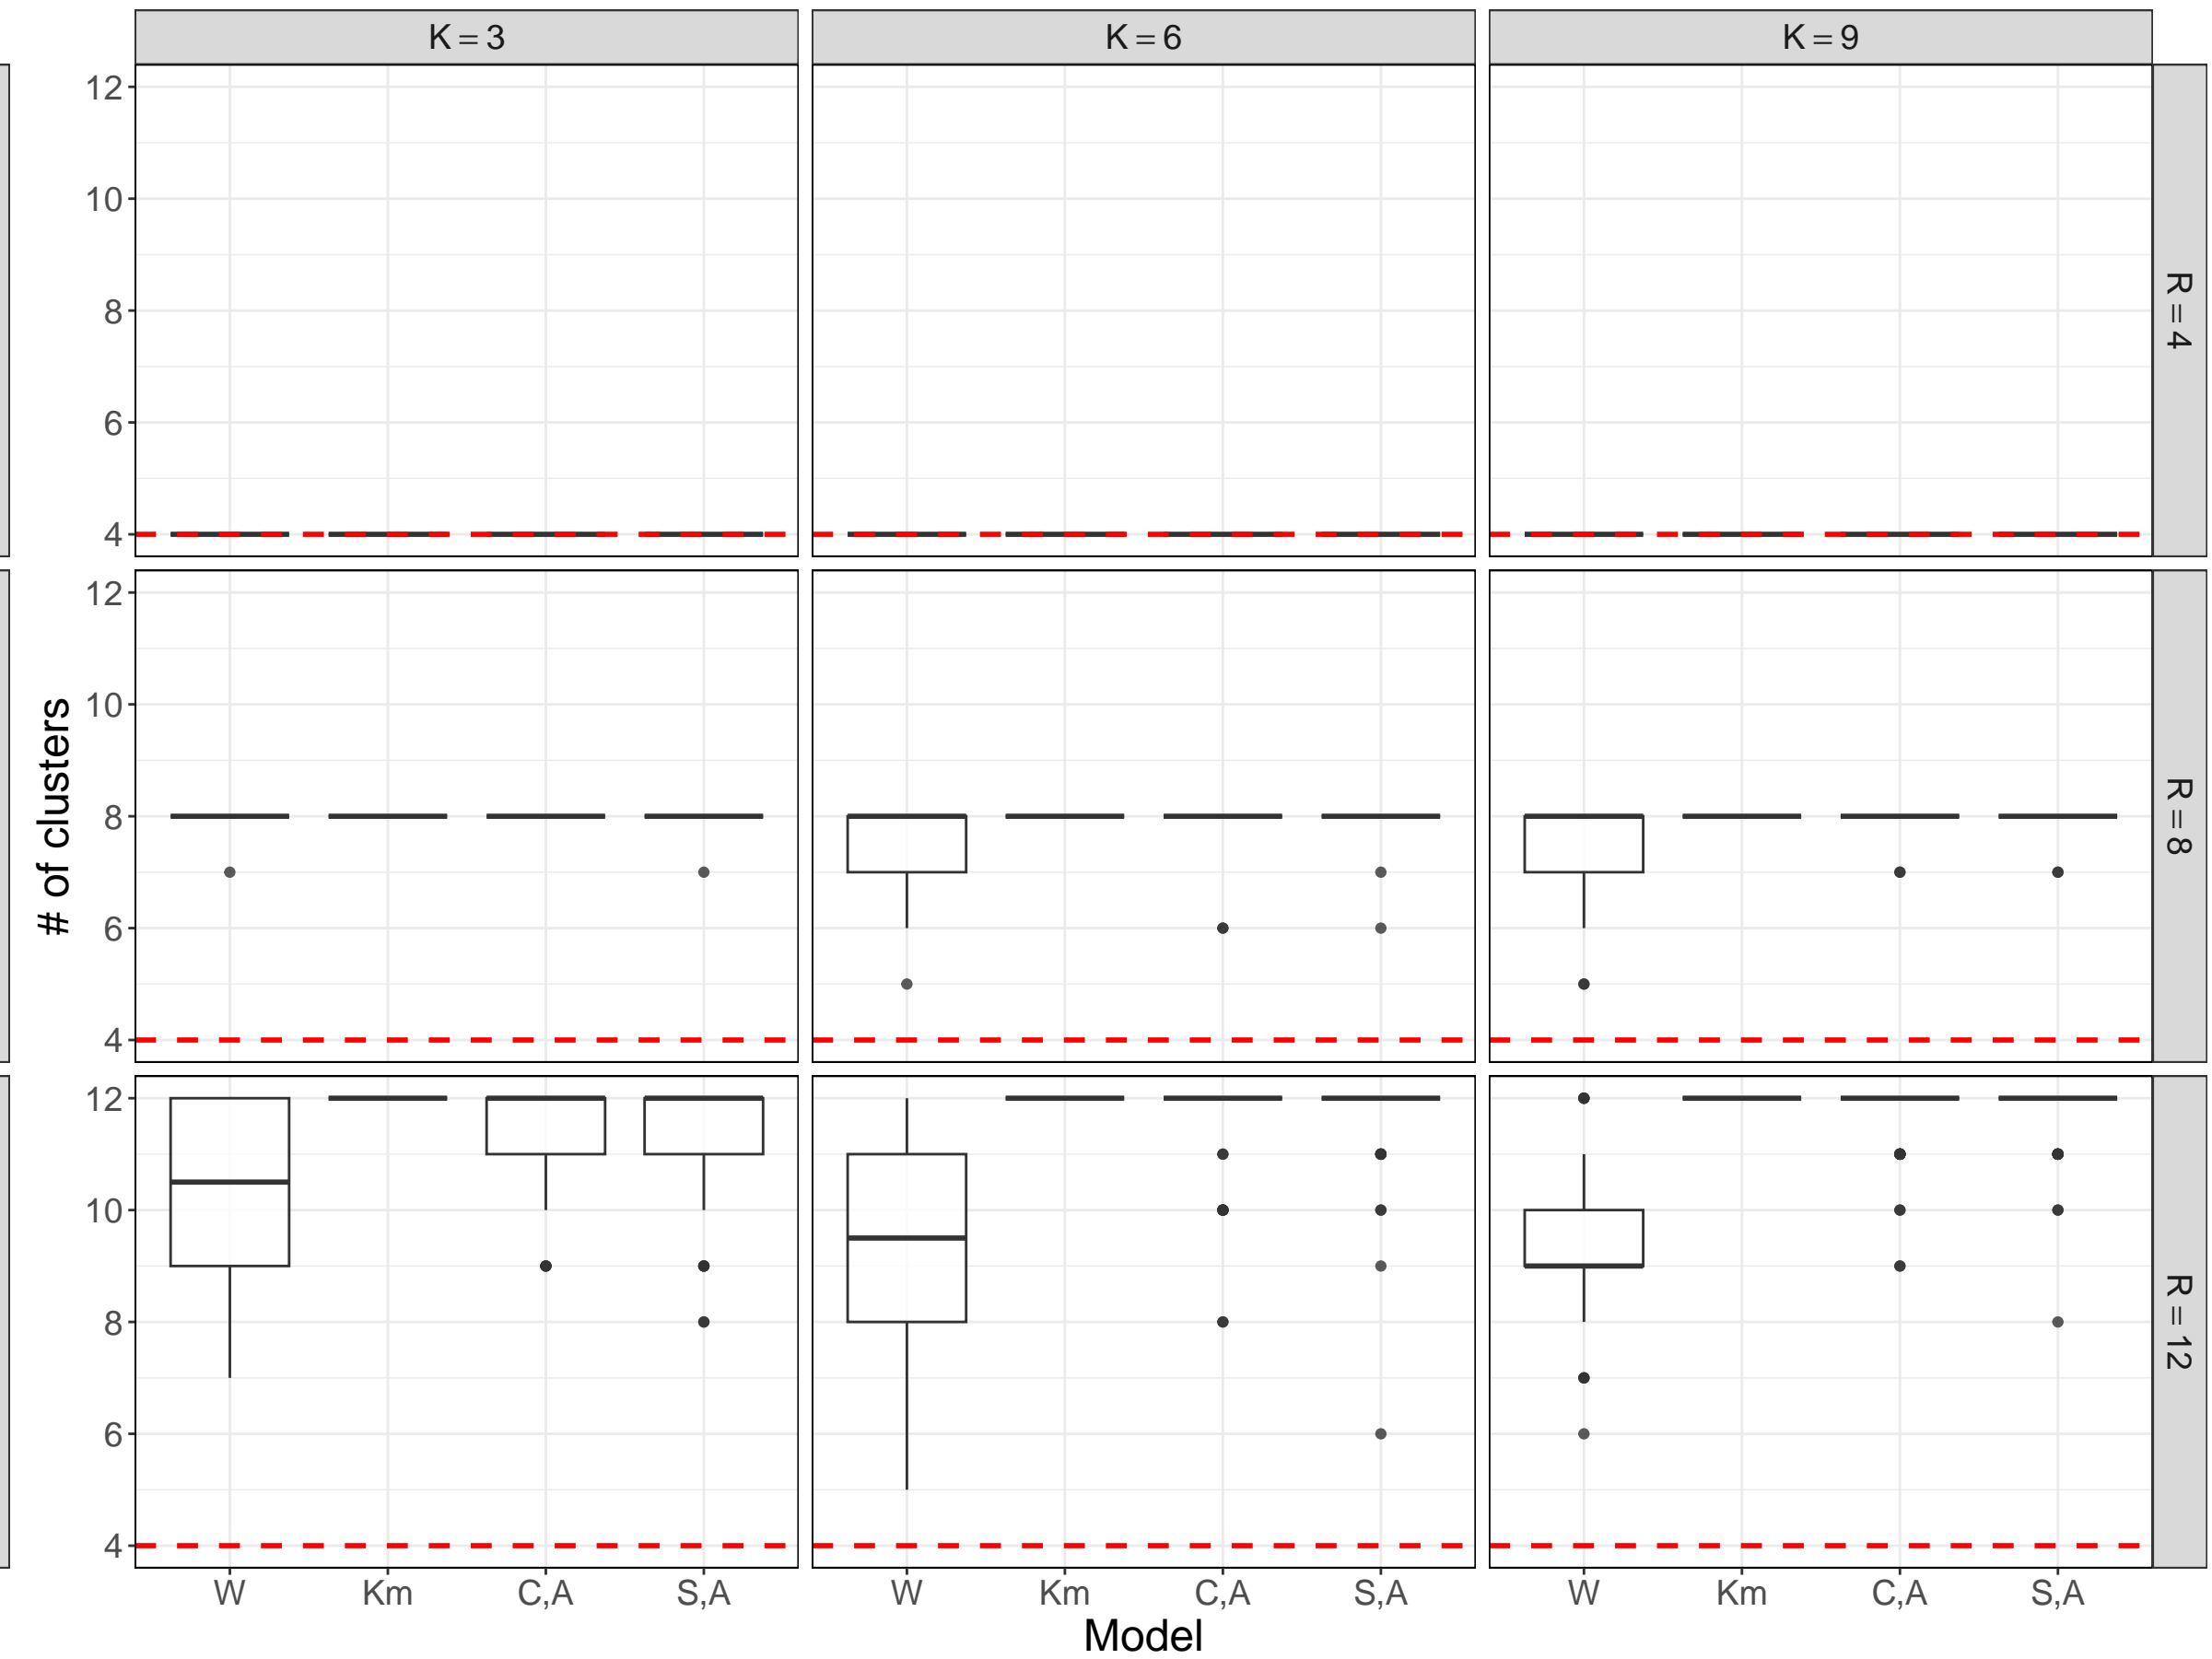 K = 3
K = 6
K = 9
12
10
8
6
4
R = 4
12
10
8
6
4
R = 8
# of clusters
12
10
8
6
4
R = 12
W
Km
C,A
S,A
W
Km
C,A
S,A
W
Km
C,A
S,A
Model